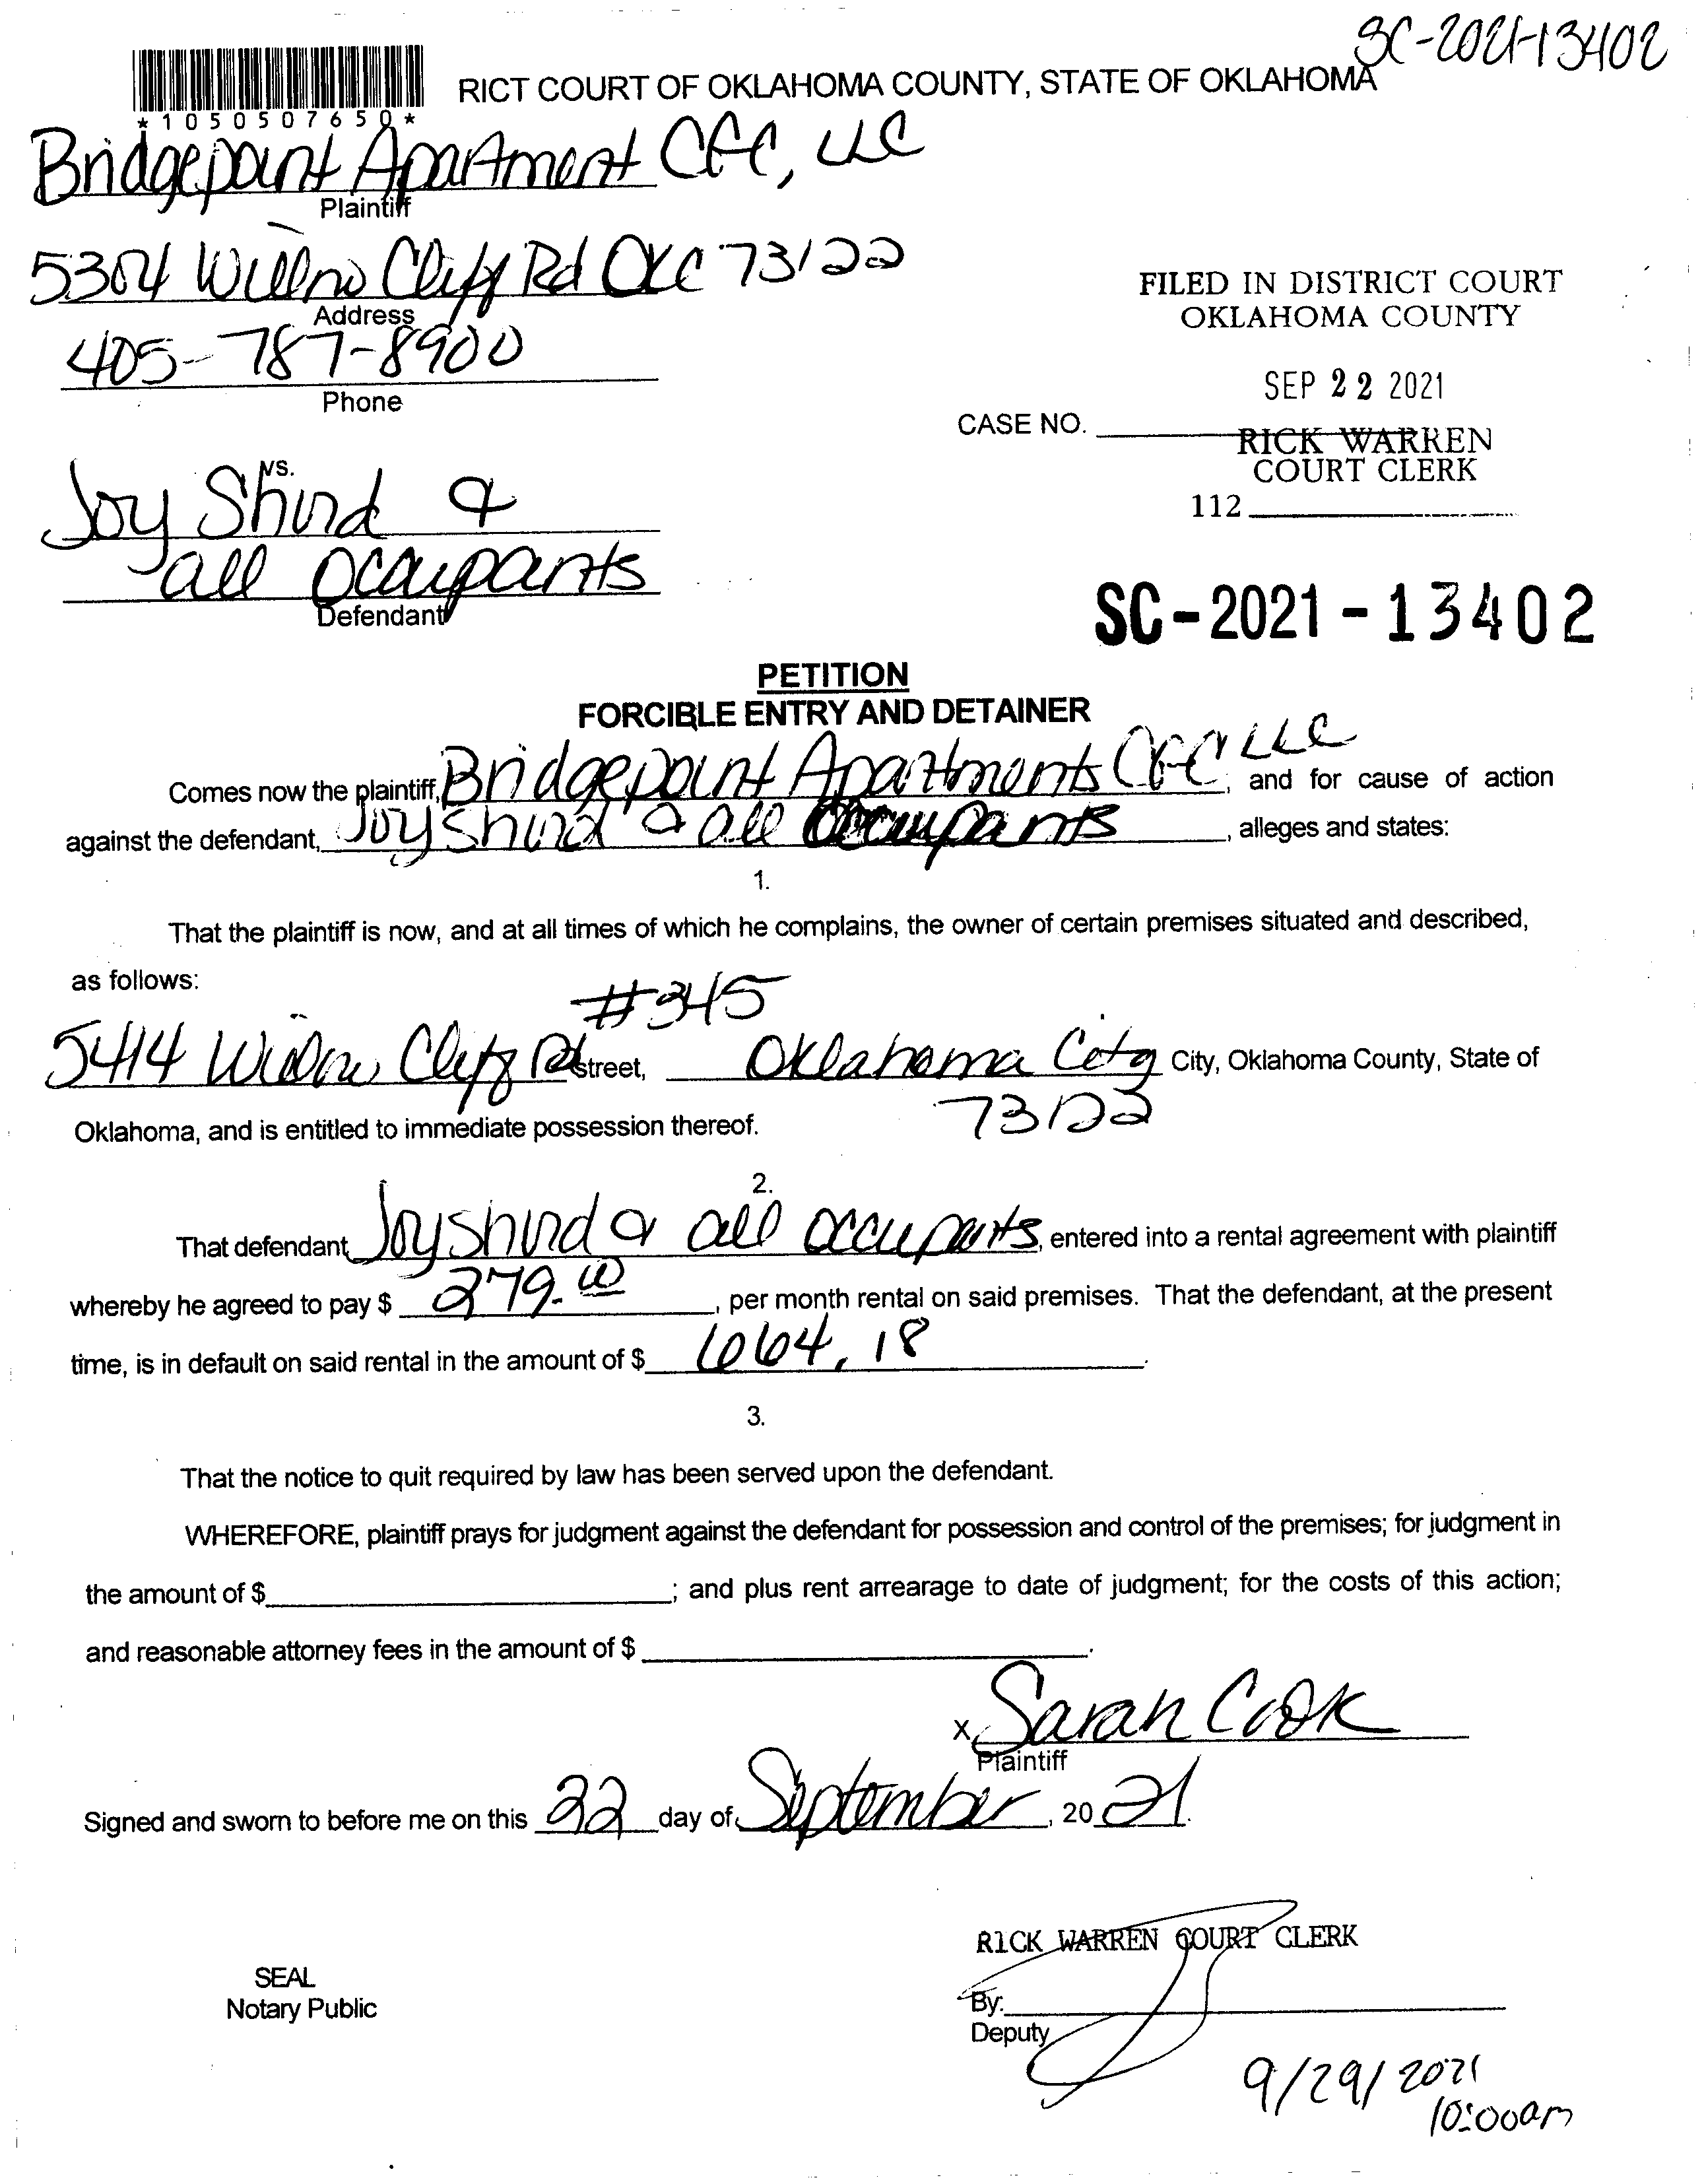 SC-2021-13402
RICT COURT OF OKLAHOMA COUNTY, STATE OF OKLAHOMA
*1050507650*
Bridgepoint Apartment CFC, LLC
Plaintiff
5304 Willow Cliff Rd OKC 73122
Address
405-787-8900
Phone
FILED IN DISTRICT COURT
OKLAHOMA COUNTY
SEP 22 2021
CASE NO.
RICK WARREN
COURT CLERK
112
vs.
Joy Shurd &
all occupants
Defendant
SC-2021-13402
PETITION
FORCIBLE ENTRY AND DETAINER
Comes now the plaintiff, Bridgepoint Apartments CFC LLC, and for cause of action
against the defendant, Joy Shurd & all Occupants, alleges and states:
1.
That the plaintiff is now, and at all times of which he complains, the owner of certain premises situated and described,
as follows:
#345
5414 Willow Cliff Rd Street, Oklahoma City City, Oklahoma County, State of
Oklahoma, and is entitled to immediate possession thereof. 73122
2.
That defendant Joy Shurd & all occupants, entered into a rental agreement with plaintiff
whereby he agreed to pay $ 279.00, per month rental on said premises. That the defendant, at the present
time, is in default on said rental in the amount of $ 664.18.
3.
That the notice to quit required by law has been served upon the defendant.
WHEREFORE, plaintiff prays for judgment against the defendant for possession and control of the premises; for judgment in
the amount of $ ; and plus rent arrearage to date of judgment; for the costs of this action;
and reasonable attorney fees in the amount of $ .
X Sarah Cook
Plaintiff
Signed and sworn to before me on this 22 day of September, 2021.
RICK WARREN COURT CLERK
SEAL
Notary Public
By:
Deputy
9/29/2021
10:00am